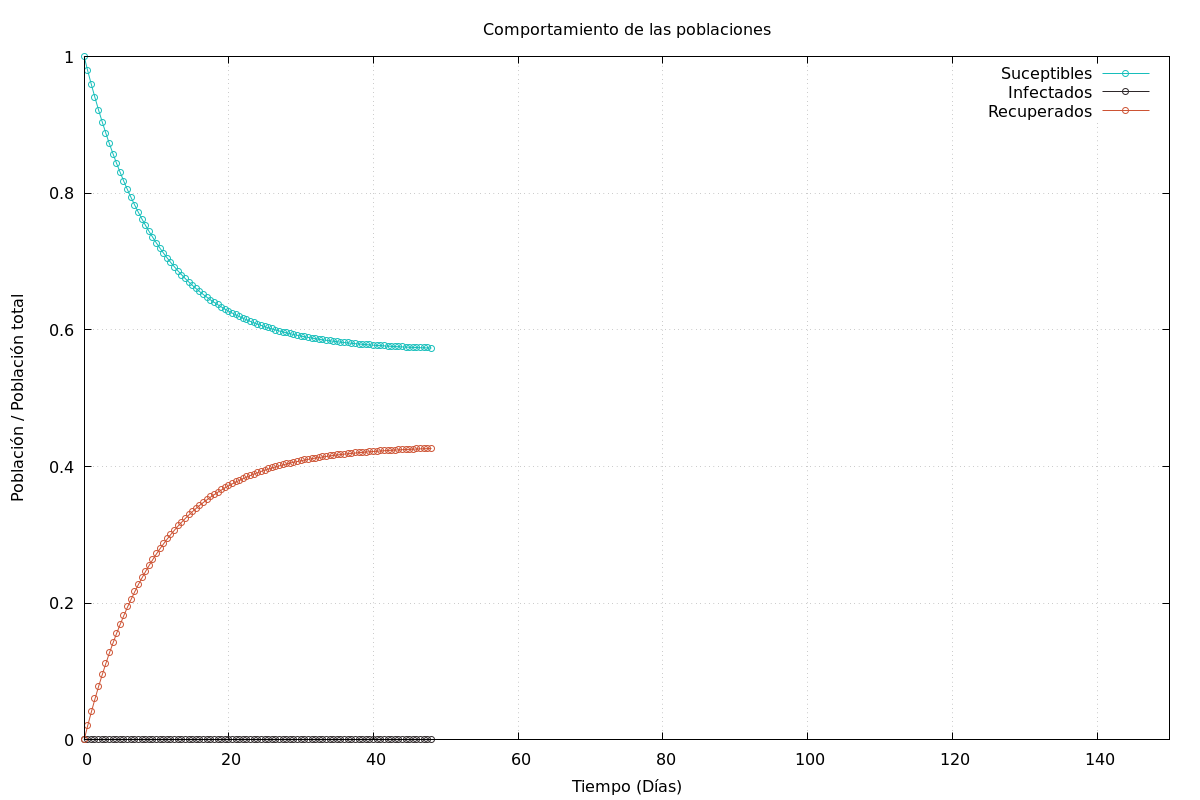 Comportamiento de las poblaciones
Suceptibles
Infectados
Recuperados
Población / Población total
1
0.8
0.6
0.4
0.2
0
0 20 40 60 80 100 120 140
Tiempo (Días)